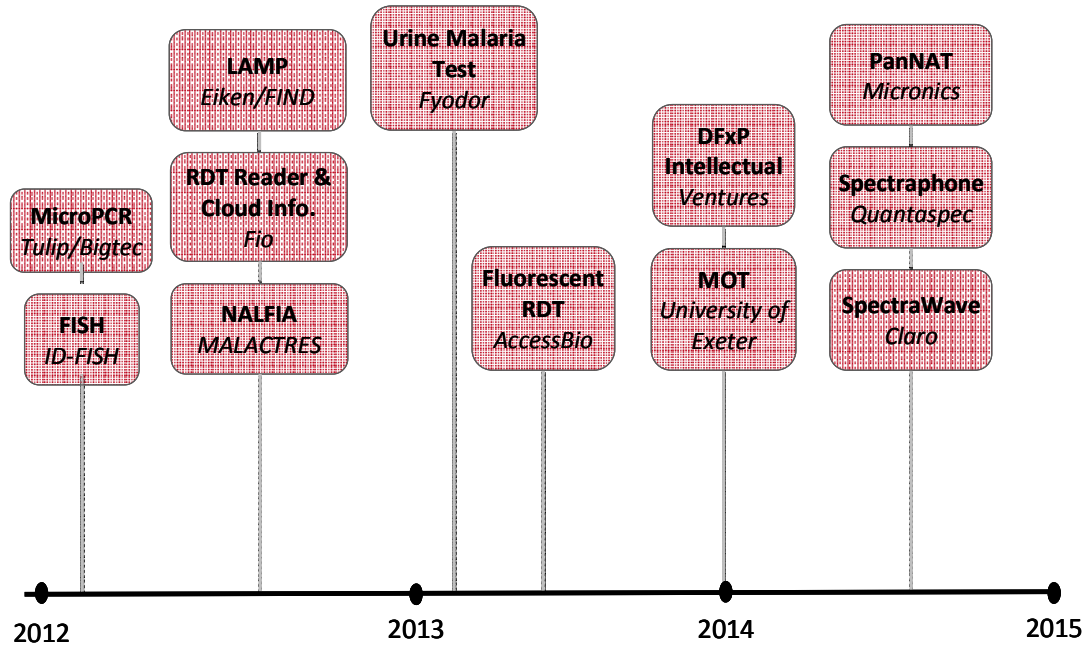 MicroPCR
Tulip/Bigtec
FISH
ID-FISH
LAMP
Eiken/FIND
RDT Reader &
Cloud Info.
Fio
NALFIA
MALACTRES
Urine Malaria
Test
Fyodor
Fluorescent
RDT
AccessBio
DFxP
Intellectual
Ventures
MOT
University of
Exeter
PanNAT
Micronics
Spectraphone
Quantaspec
SpectraWave
Claro
2012
2013
2014
2015